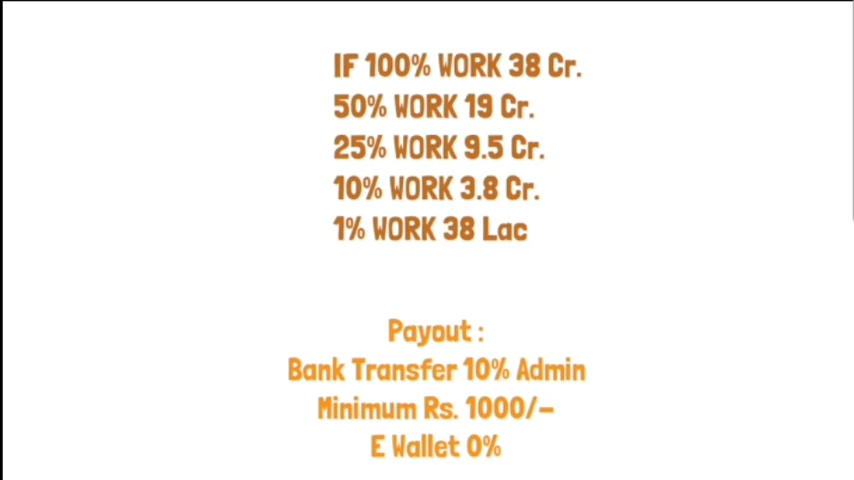 IF 100% WORK 38 Cr.
50% WORK 19 Cr.
25% WORK 9.5 Cr.
10% WORK 3.8 Cr.
1% WORK 38 Lac
Payout :
Bank Transfer 10% Admin
Minimum Rs. 1000/-
E Wallet 0%